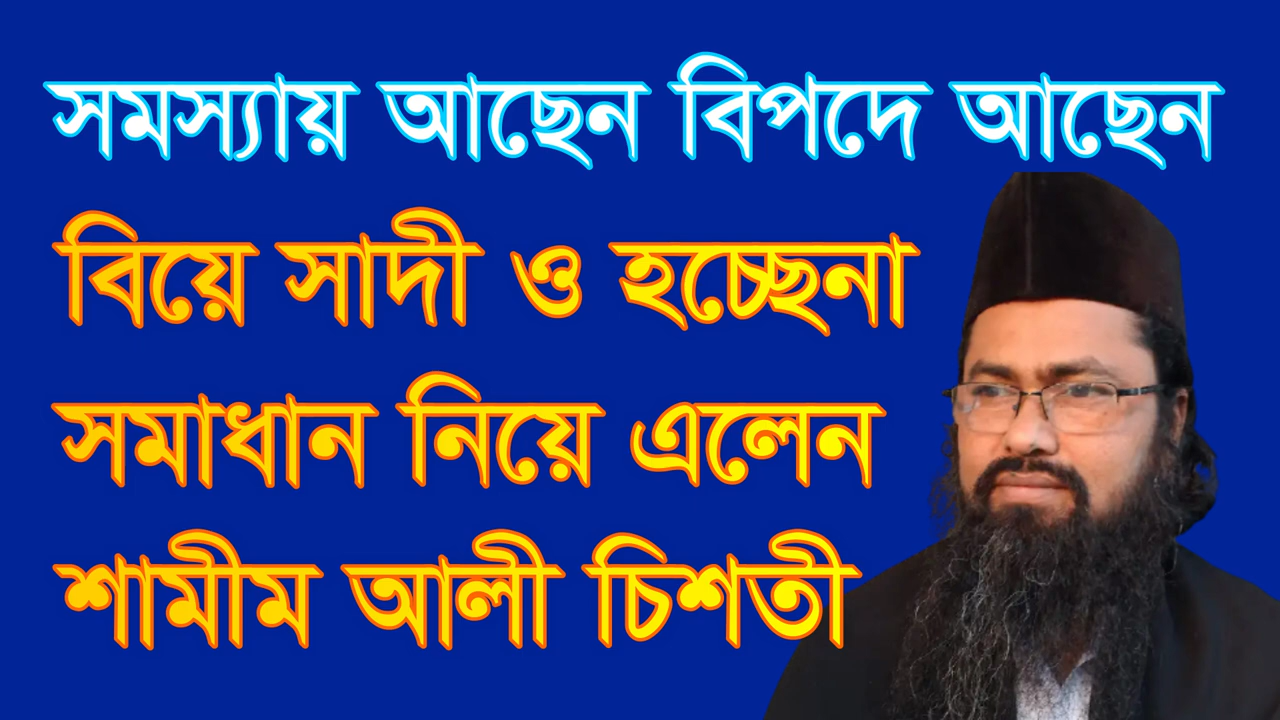 সমস্যায় আছেন বিপদে আছেন
বিয়ে সাদী ও হচ্ছেনা
সমাধান নিয়ে এলেন
শামীম আলী চিশতী